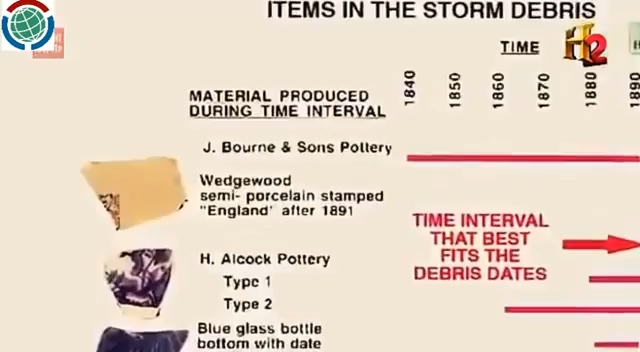 ITEMS IN THE STORM DEBRIS
TIME
H2
1840
1850
1860
1870
1880
1890
MATERIAL PRODUCED
DURING TIME INTERVAL
J. Bourne & Sons Pottery
Wedgewood
semi- porcelain stamped
"England" after 1891
TIME INTERVAL
THAT BEST
FITS THE
DEBRIS DATES
H. Alcock Pottery
Type 1
Type 2
Blue glass bottle
bottom with date